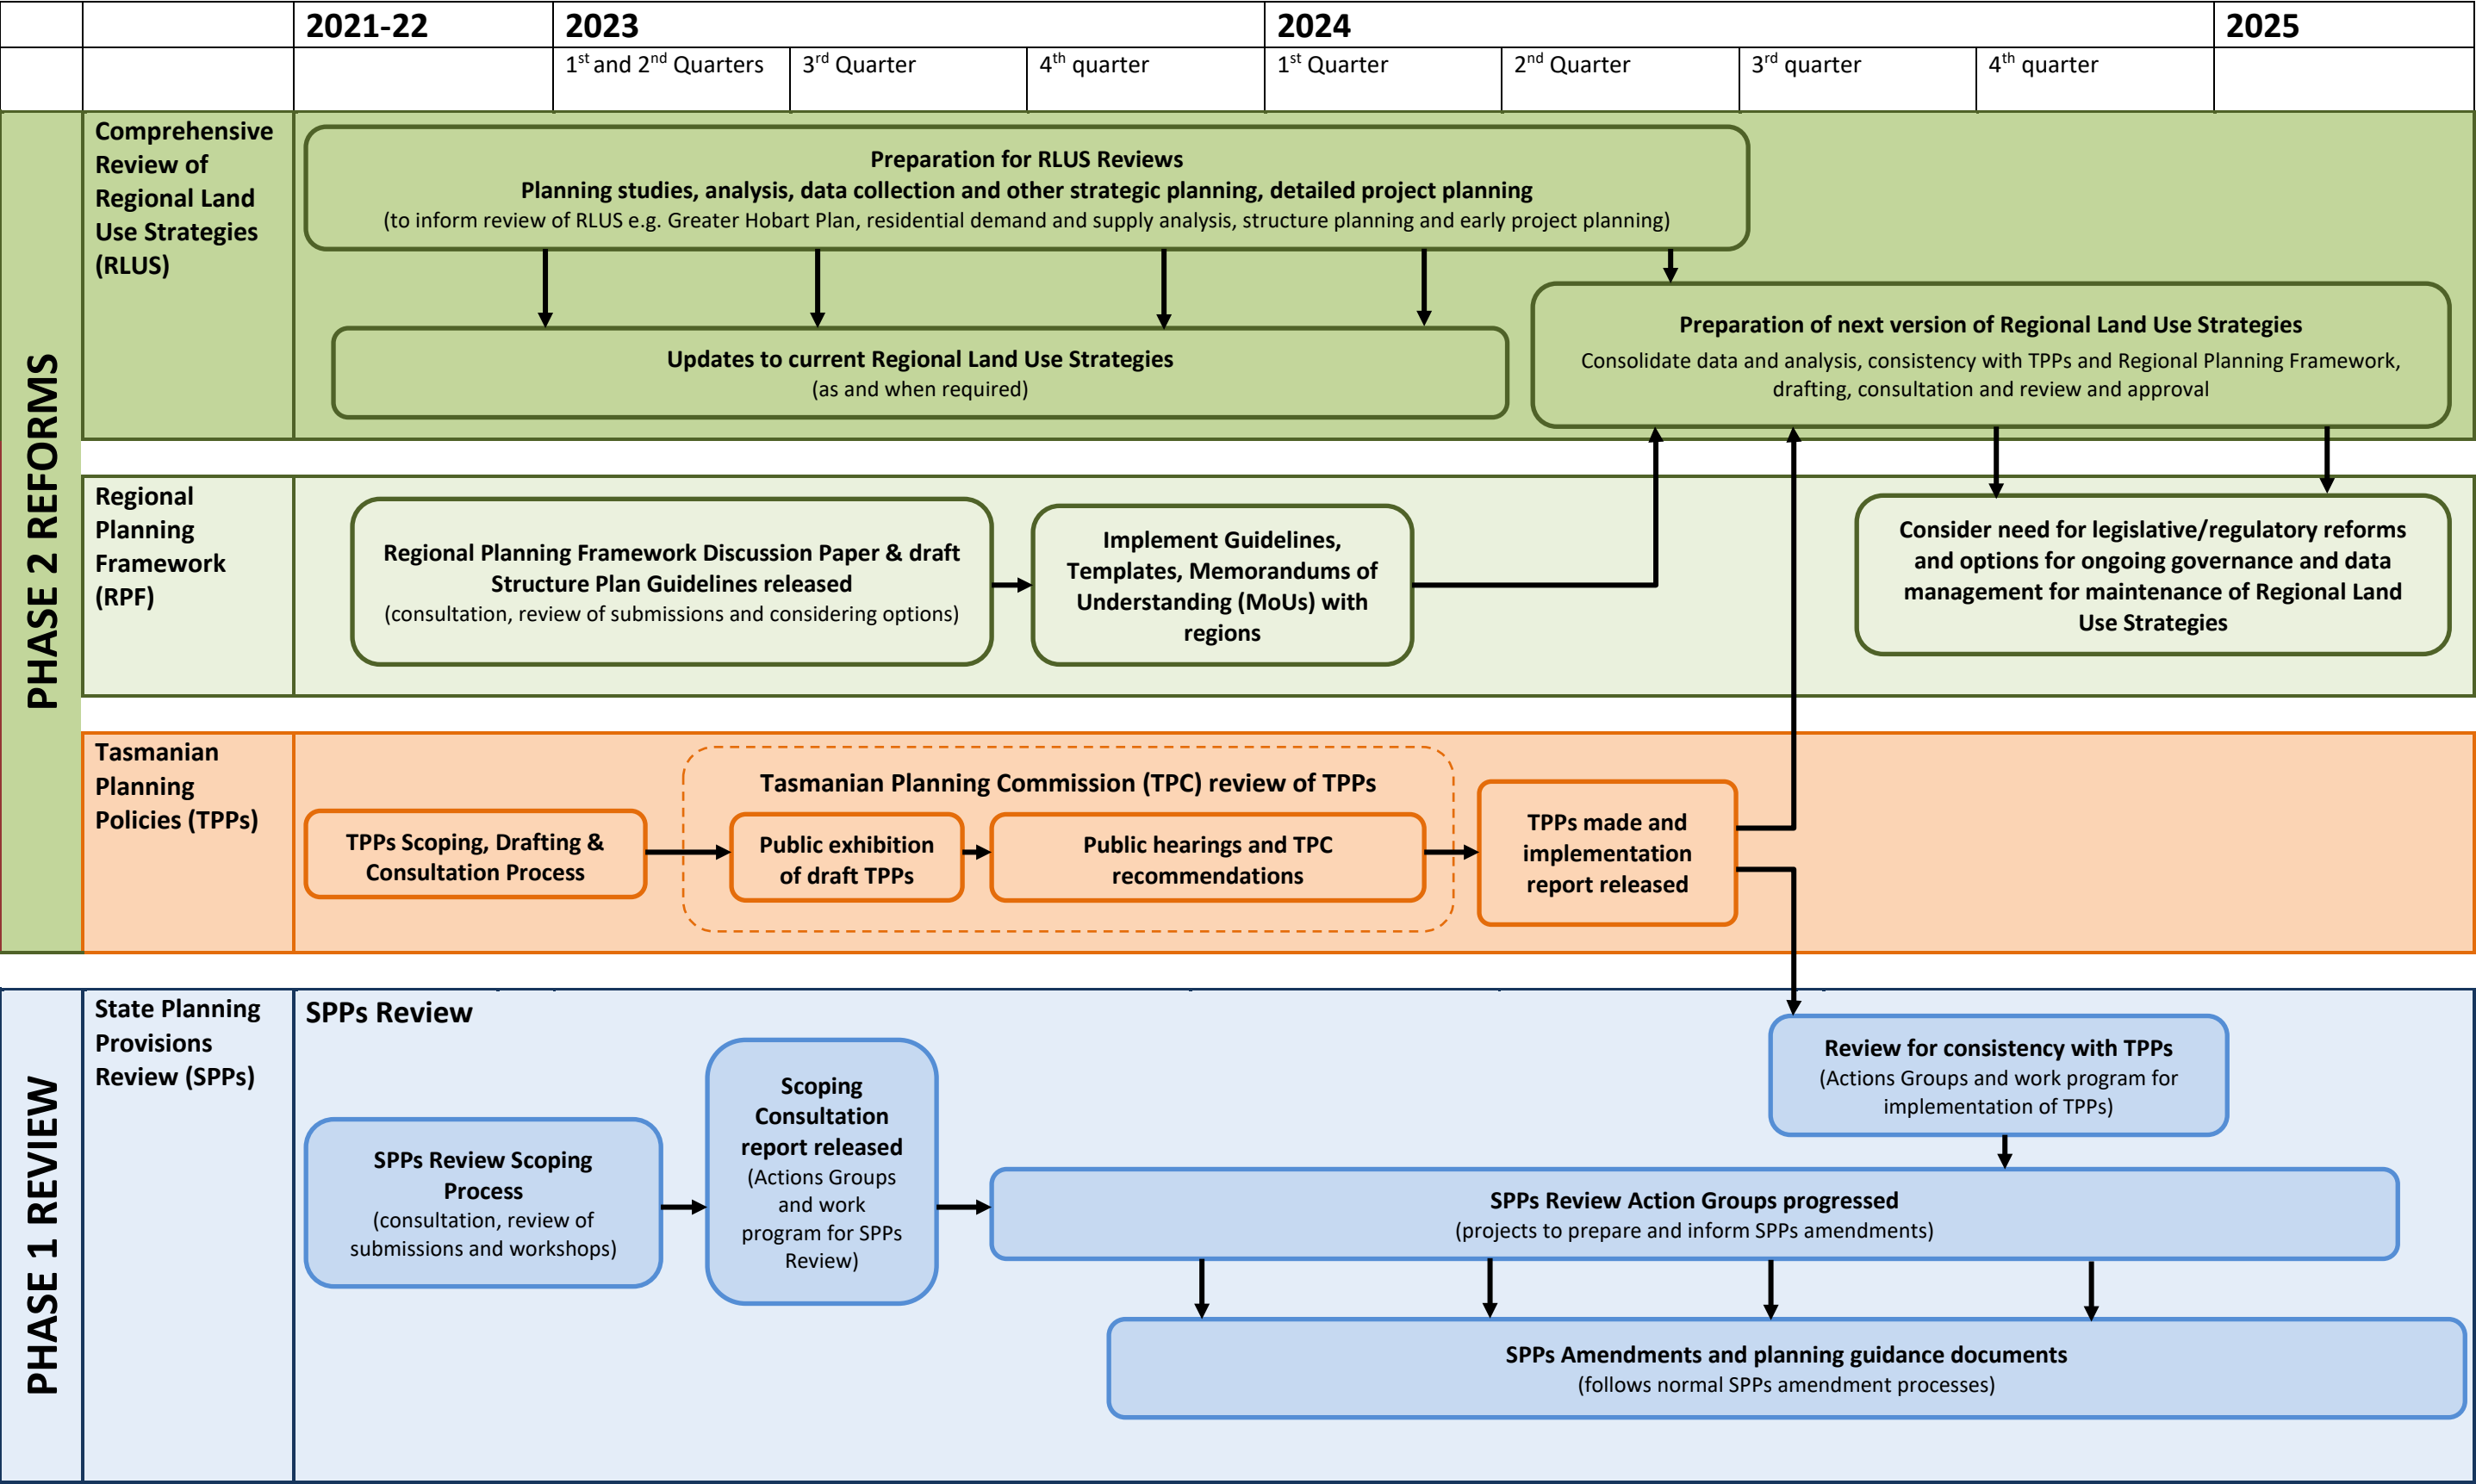 2021-22
2023
2024
2025
1st and 2nd Quarters
3rd Quarter
4th quarter
1st Quarter
2nd Quarter
3rd quarter
4th quarter
PHASE 2 REFORMS
Comprehensive
Review of
Regional Land
Use Strategies
(RLUS)
Preparation for RLUS Reviews
Planning studies, analysis, data collection and other strategic planning, detailed project planning
(to inform review of RLUS e.g. Greater Hobart Plan, residential demand and supply analysis, structure planning and early project planning)
Updates to current Regional Land Use Strategies
(as and when required)
Preparation of next version of Regional Land Use Strategies
Consolidate data and analysis, consistency with TPPs and Regional Planning Framework,
drafting, consultation and review and approval
Regional
Planning
Framework
(RPF)
Regional Planning Framework Discussion Paper & draft
Structure Plan Guidelines released
(consultation, review of submissions and considering options)
Implement Guidelines,
Templates, Memorandums of
Understanding (MoUs) with
regions
Consider need for legislative/regulatory reforms
and options for ongoing governance and data
management for maintenance of Regional Land
Use Strategies
Tasmanian
Planning
Policies (TPPs)
TPPs Scoping, Drafting &
Consultation Process
Tasmanian Planning Commission (TPC) review of TPPs
Public exhibition
of draft TPPs
Public hearings and TPC
recommendations
TPPs made and
implementation
report released
PHASE 1 REVIEW
State Planning
Provisions
Review (SPPs)
SPPs Review
SPPs Review Scoping
Process
(consultation, review of
submissions and workshops)
Scoping
Consultation
report released
(Actions Groups
and work
program for SPPs
Review)
Review for consistency with TPPs
(Actions Groups and work program for
implementation of TPPs)
SPPs Review Action Groups progressed
(projects to prepare and inform SPPs amendments)
SPPs Amendments and planning guidance documents
(follows normal SPPs amendment processes)